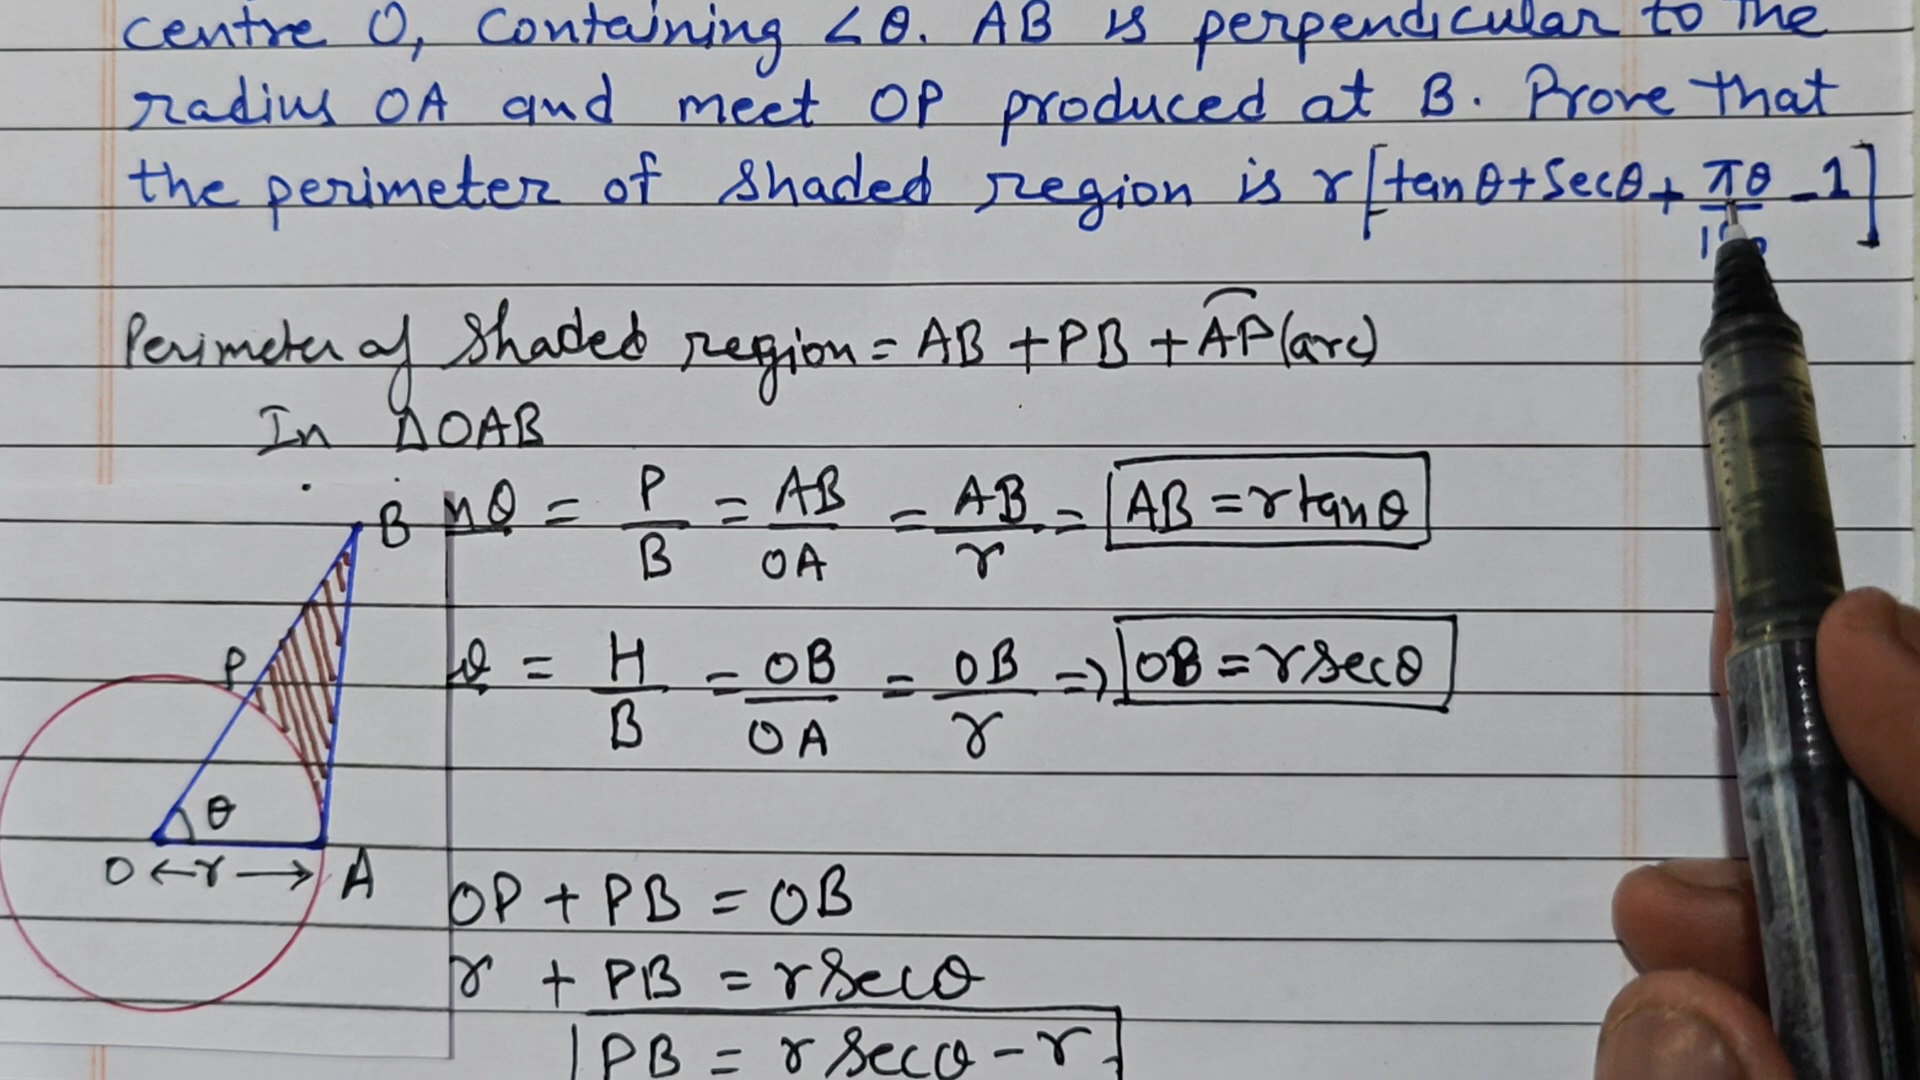 centre O, containing ∠θ. AB is perpendicular to the
radius OA and meet OP produced at B. Prove that
the perimeter of shaded region is r[tanθ+secθ+πθ/180-1]
Perimeter of shaded region = AB + PB + AP(arc)
In ΔOAB
nθ = P/B = AB/OA = AB/r = AB = r tanθ
θ = H/B = OB/OA = OB/r => OB = r secθ
B
P
θ
O ←r→ A
OP + PB = OB
r + PB = r secθ
PB = r secθ - r